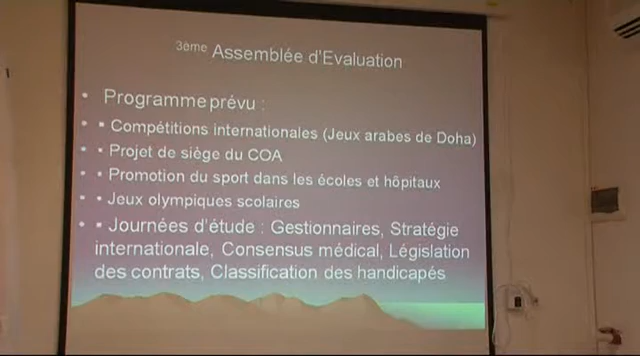 3ème Assemblée d'Evaluation
• Programme prévu :
• ▪ Compétitions internationales (Jeux arabes de Doha)
• ▪ Projet de siège du COA
• ▪ Promotion du sport dans les écoles et hôpitaux
• ▪ Jeux olympiques scolaires
• ▪ Journées d'étude : Gestionnaires, Stratégie
internationale, Consensus médical, Législation
des contrats, Classification des handicapés